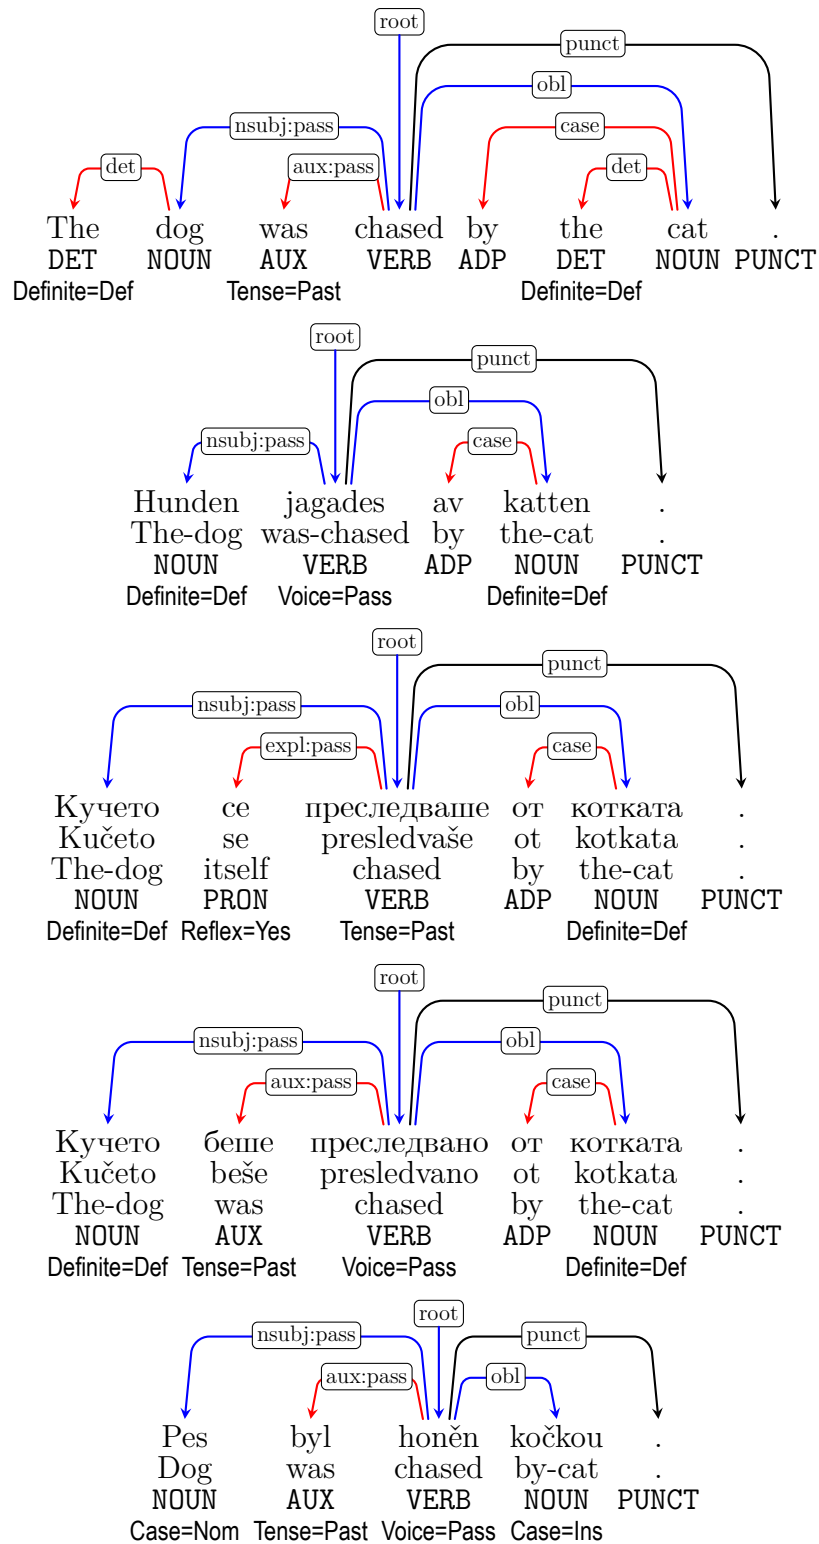 root
punct
obl
nsubj:pass case
det aux:pass det
The dog was chased by the cat .
DET NOUN AUX VERB ADP DET NOUN PUNCT
Definite=Def Tense=Past Definite=Def
root
punct
obl
nsubj:pass case
Hunden jagades av katten .
The-dog was-chased by the-cat .
NOUN VERB ADP NOUN PUNCT
Definite=Def Voice=Pass Definite=Def
root
punct
nsubj:pass obl
expl:pass case
Кучето се преследваше от котката .
Kučeto se presledvaše ot kotkata .
The-dog itself chased by the-cat .
NOUN PRON VERB ADP NOUN PUNCT
Definite=Def Reflex=Yes Tense=Past Definite=Def
root
punct
nsubj:pass obl
aux:pass case
Кучето беше преследвано от котката .
Kučeto beše presledvano ot kotkata .
The-dog was chased by the-cat .
NOUN AUX VERB ADP NOUN PUNCT
Definite=Def Tense=Past Voice=Pass Definite=Def
root
nsubj:pass punct
aux:pass obl
Pes byl honěn kočkou .
Dog was chased by-cat .
NOUN AUX VERB NOUN PUNCT
Case=Nom Tense=Past Voice=Pass Case=Ins